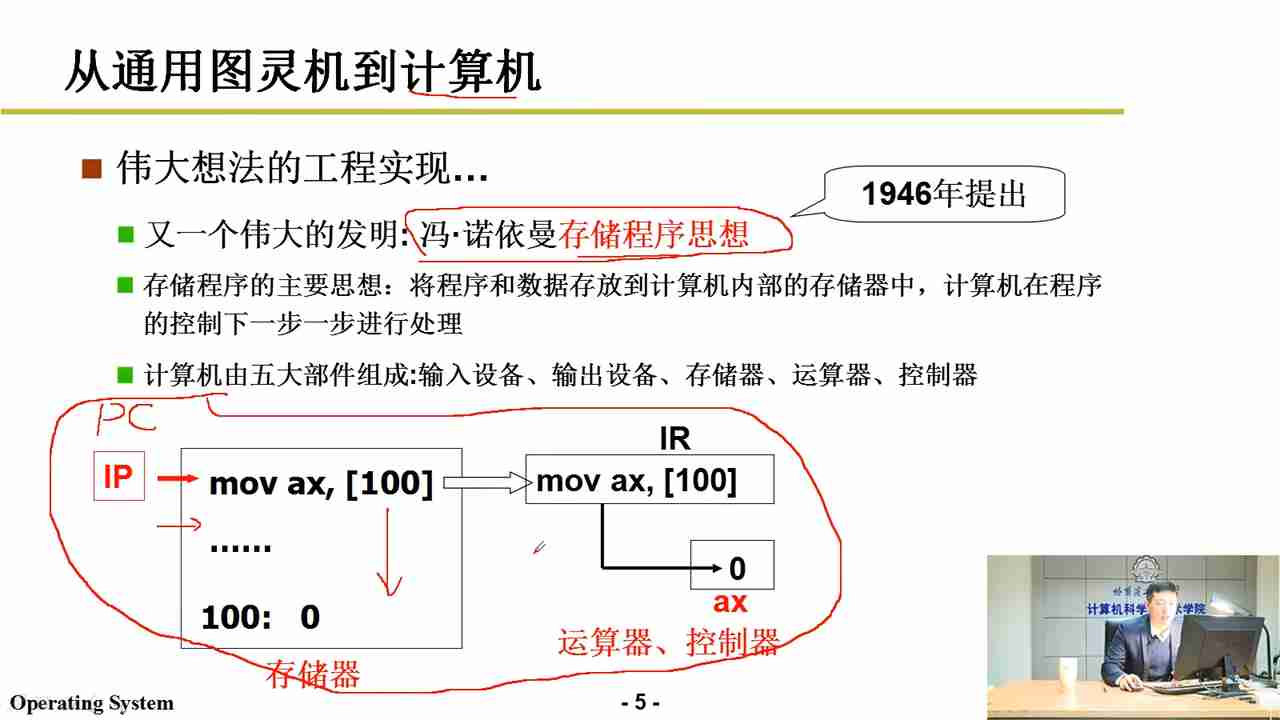 从通用图灵机到计算机
伟大想法的工程实现...
1946年提出
又一个伟大的发明: 冯·诺依曼存储程序思想
存储程序的主要思想：将程序和数据存放到计算机内部的存储器中，计算机在程序
的控制下一步一步进行处理
计算机由五大部件组成:输入设备、输出设备、存储器、运算器、控制器
PC
IR
IP
mov ax, [100]
mov ax, [100]
......
0
ax
100: 0
运算器、控制器
存储器
计算机科学
学院
Operating System
- 5 -